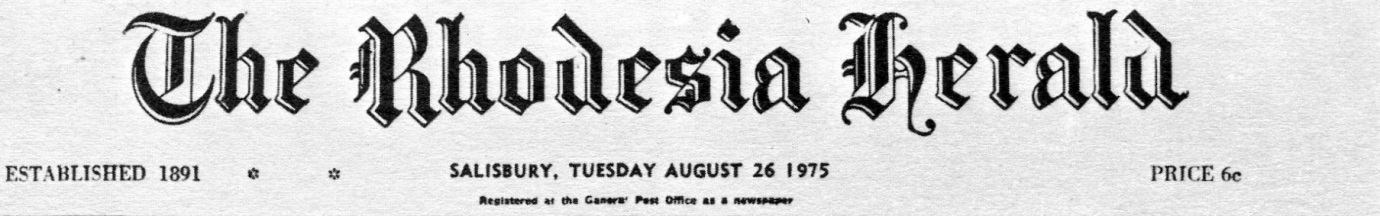 The Rhodesia Herald
ESTABLISHED 1891 * * SALISBURY, TUESDAY AUGUST 26 1975 PRICE 6c
Registered at the General Post Office as a newspaper